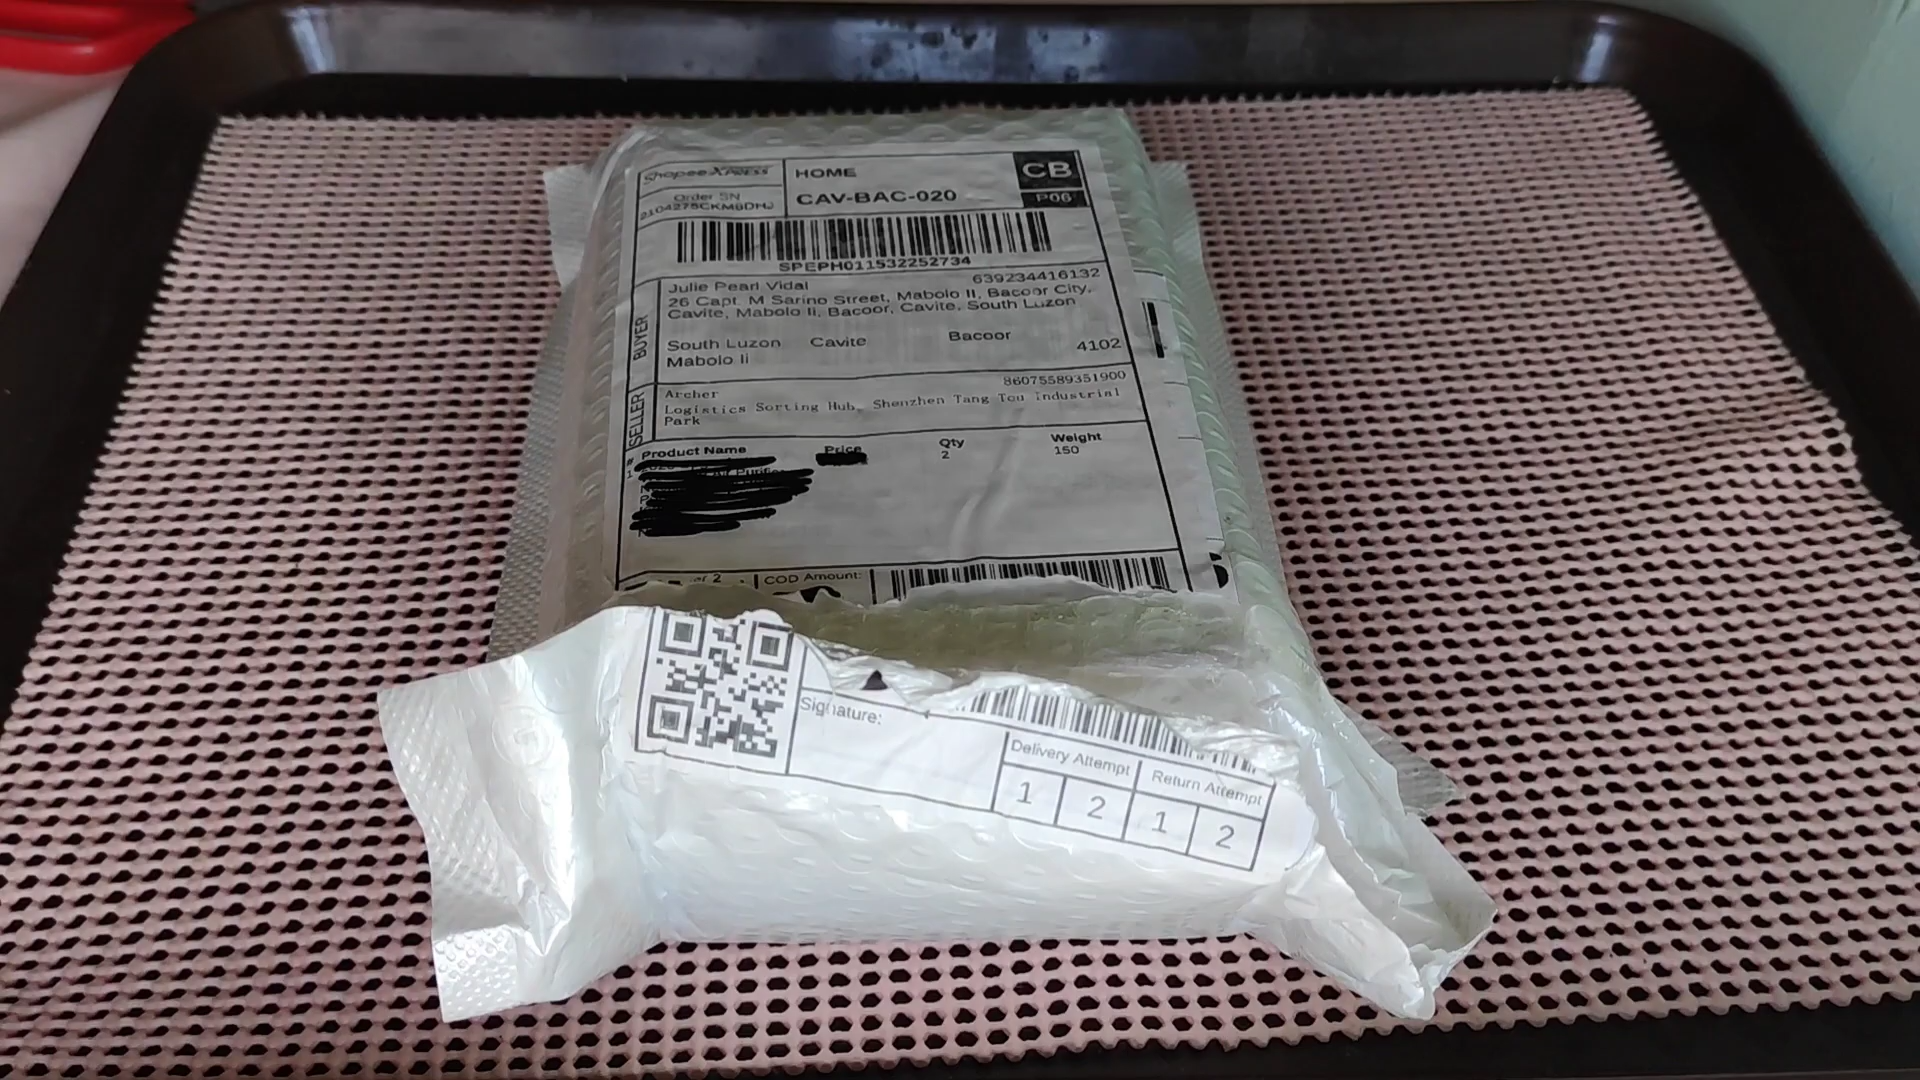 Shopee XPRESS
HOME
CB
Order SN
CAV-BAC-020
P06
2104275CKM8DHJ
SPEPH011532252734
BUYER
Julie Pearl Vidal 639234416132
26 Capt. M Sarino Street, Mabolo II, Bacoor City,
Cavite, Mabolo Ii, Bacoor, Cavite, South Luzon
South Luzon Cavite Bacoor
Mabolo Ii 4102
SELLER
Archer 86075589351900
Logistics Sorting Hub, Shenzhen Tang Tou Industrial
Park
# Product Name Price Qty Weight
1 2 150
COD Amount:
Signature:
Delivery Attempt Return Attempt
1 2 1 2